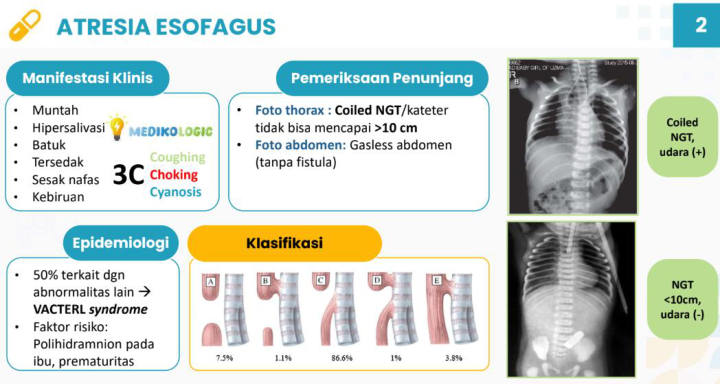 ATRESIA ESOFAGUS
2
Manifestasi Klinis
• Muntah
• Hipersalivasi
• Batuk
• Tersedak
• Sesak nafas
• Kebiruan
MEDIKOLOGIC
3C
Coughing
Choking
Cyanosis
Pemeriksaan Penunjang
• Foto thorax : Coiled NGT/kateter
tidak bisa mencapai >10 cm
• Foto abdomen: Gasless abdomen
(tanpa fistula)
R
Coiled
NGT,
udara (+)
Epidemiologi
• 50% terkait dgn
abnormalitas lain →
VACTERL syndrome
• Faktor risiko:
Polihidramnion pada
ibu, prematuritas
Klasifikasi
A B C D E
7.5% 1.1% 86.6% 1% 3.8%
NGT
<10cm,
udara (-)